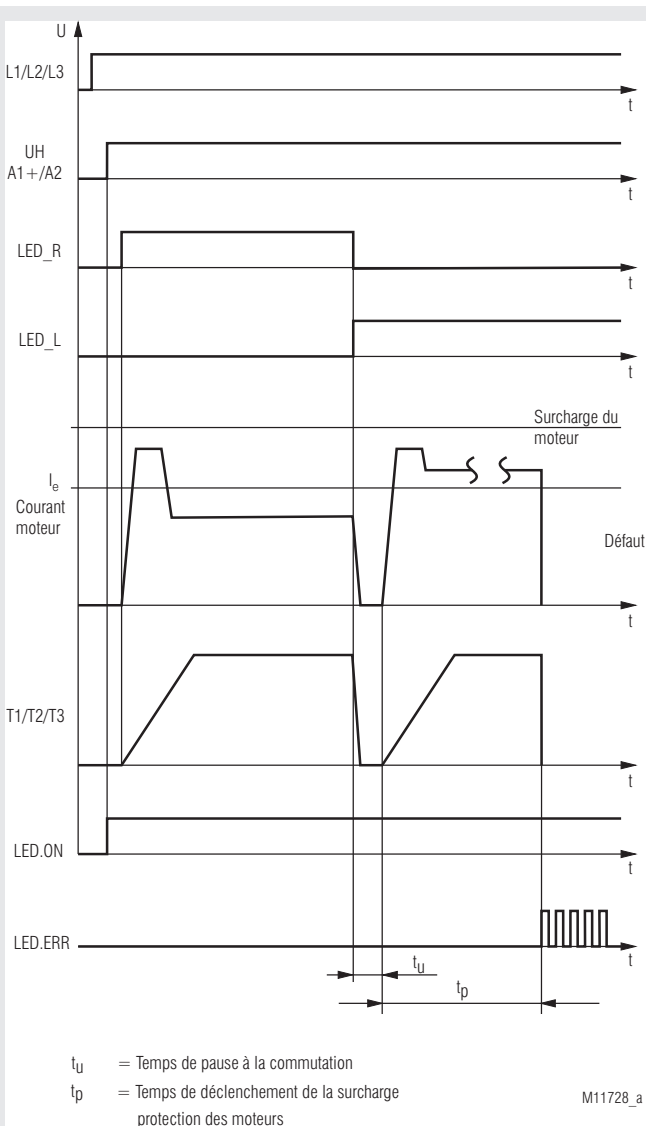 U
L1/L2/L3
t
UH
A1+/A2
t
LED_R
t
LED_L
t
Surcharge du
moteur
Ie
Courant
moteur
Défaut
t
T1/T2/T3
t
LED.ON
t
LED.ERR
t
tU
tp
tU = Temps de pause à la commutation
tp = Temps de déclenchement de la surcharge
protection des moteurs
M11728_a